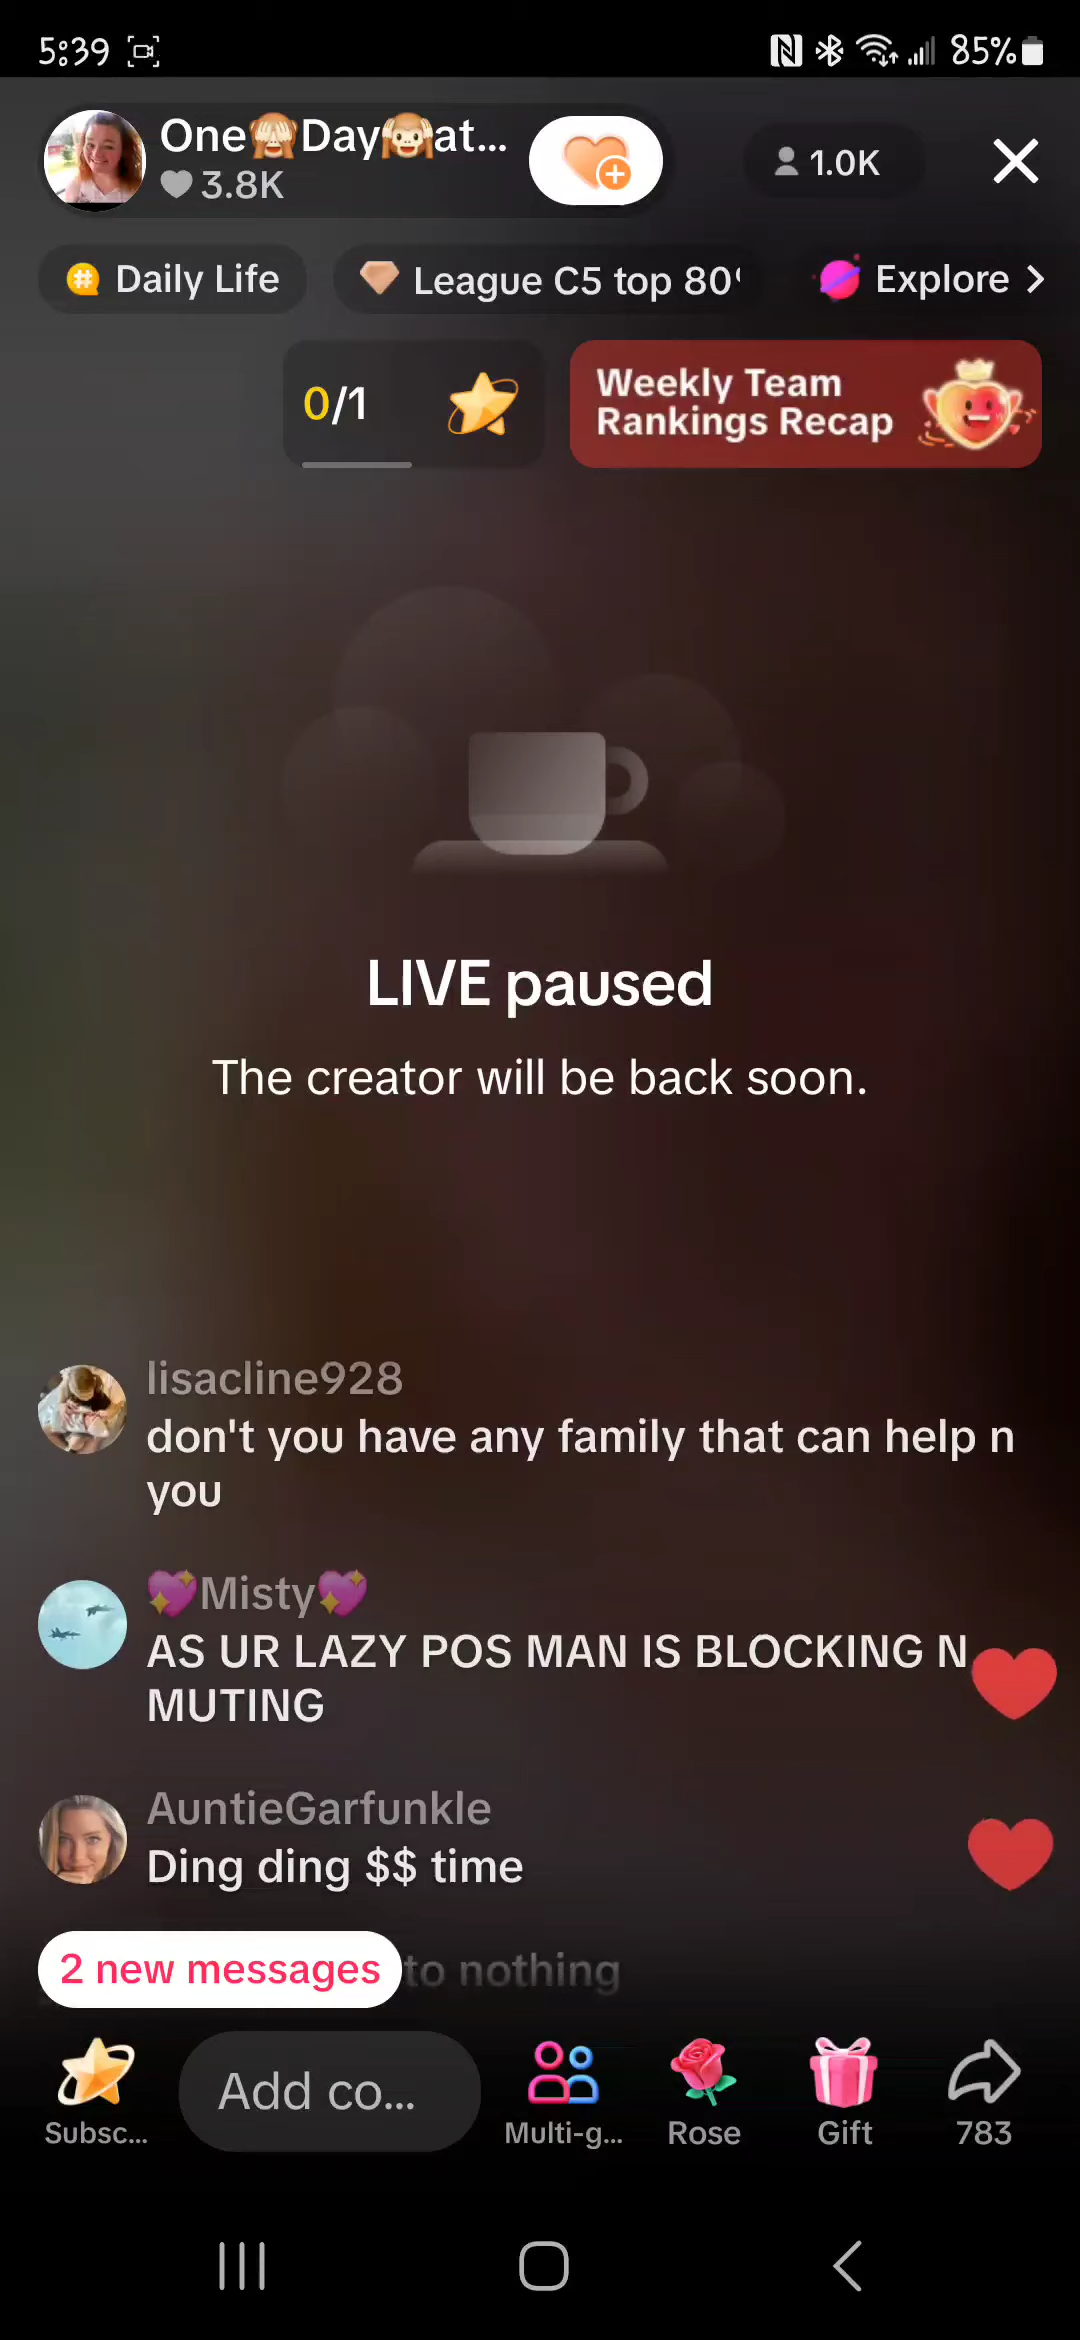 5:39
85%
One🙈Day🙉at...
3.8K
1.0K
Daily Life
League C5 top 80
Explore >
0/1
Weekly Team
Rankings Recap
LIVE paused
The creator will be back soon.
lisacline928
don't you have any family that can help n
you
💖Misty💖
AS UR LAZY POS MAN IS BLOCKING N
MUTING
AuntieGarfunkle
Ding ding $$ time
2 new messages
to nothing
Subsc...
Add co...
Multi-g...
Rose
Gift
783